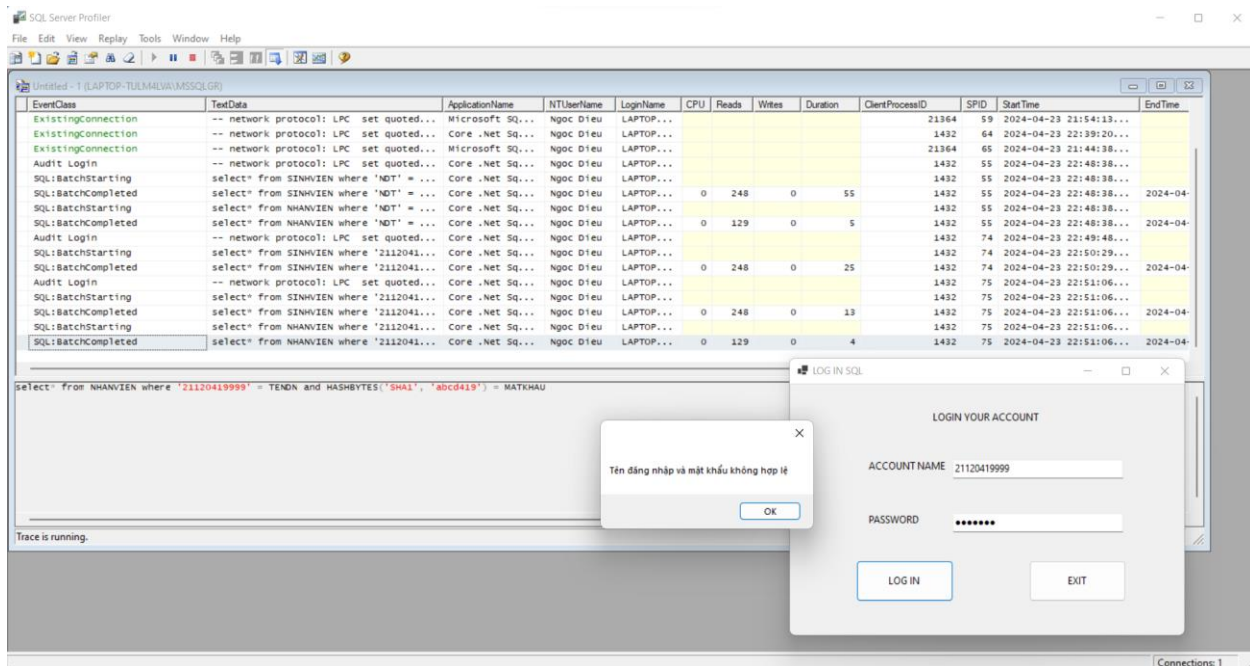 SQL Server Profiler
File Edit View Replay Tools Window Help
Untitled - 1 (LAPTOP-TULM4LVA\MSSQLGR)
EventClass TextData ApplicationName NTUserName LoginName CPU Reads Writes Duration ClientProcessID SPID StartTime EndTime
ExistingConnection -- network protocol: LPC set quoted... Microsoft SQ... Ngoc Dieu LAPTOP... 21364 59 2024-04-23 21:54:13...
ExistingConnection -- network protocol: LPC set quoted... Core .Net Sq... Ngoc Dieu LAPTOP... 1432 64 2024-04-23 22:39:20...
ExistingConnection -- network protocol: LPC set quoted... Microsoft SQ... Ngoc Dieu LAPTOP... 21364 65 2024-04-23 21:44:38...
Audit Login -- network protocol: LPC set quoted... Core .Net Sq... Ngoc Dieu LAPTOP... 1432 55 2024-04-23 22:48:38...
SQL:BatchStarting select* from SINHVIEN where 'NDT' = ... Core .Net Sq... Ngoc Dieu LAPTOP... 1432 55 2024-04-23 22:48:38...
SQL:BatchCompleted select* from SINHVIEN where 'NDT' = ... Core .Net Sq... Ngoc Dieu LAPTOP... 0 248 0 55 1432 55 2024-04-23 22:48:38... 2024-04-
SQL:BatchStarting select* from NHANVIEN where 'NDT' = ... Core .Net Sq... Ngoc Dieu LAPTOP... 1432 55 2024-04-23 22:48:38...
SQL:BatchCompleted select* from NHANVIEN where 'NDT' = ... Core .Net Sq... Ngoc Dieu LAPTOP... 0 129 0 5 1432 55 2024-04-23 22:48:38... 2024-04-
Audit Login -- network protocol: LPC set quoted... Core .Net Sq... Ngoc Dieu LAPTOP... 1432 74 2024-04-23 22:49:48...
SQL:BatchStarting select* from SINHVIEN where '2112041... Core .Net Sq... Ngoc Dieu LAPTOP... 1432 74 2024-04-23 22:50:29...
SQL:BatchCompleted select* from SINHVIEN where '2112041... Core .Net Sq... Ngoc Dieu LAPTOP... 0 248 0 25 1432 74 2024-04-23 22:50:29... 2024-04-
Audit Login -- network protocol: LPC set quoted... Core .Net Sq... Ngoc Dieu LAPTOP... 1432 75 2024-04-23 22:51:06...
SQL:BatchStarting select* from SINHVIEN where '2112041... Core .Net Sq... Ngoc Dieu LAPTOP... 1432 75 2024-04-23 22:51:06...
SQL:BatchCompleted select* from SINHVIEN where '2112041... Core .Net Sq... Ngoc Dieu LAPTOP... 0 248 0 13 1432 75 2024-04-23 22:51:06... 2024-04-
SQL:BatchStarting select* from NHANVIEN where '2112041... Core .Net Sq... Ngoc Dieu LAPTOP... 1432 75 2024-04-23 22:51:06...
SQL:BatchCompleted select* from NHANVIEN where '2112041... Core .Net Sq... Ngoc Dieu LAPTOP... 0 129 0 4 1432 75 2024-04-23 22:51:06... 2024-04-
select* from NHANVIEN where '21120419999' = TENDN and HASHBYTES('SHA1', 'abcd419') = MATKHAU
Trace is running.
Tên đăng nhập và mật khẩu không hợp lệ
OK
LOG IN SQL
LOGIN YOUR ACCOUNT
ACCOUNT NAME 21120419999
PASSWORD •••••••
LOG IN EXIT
Connections: 1